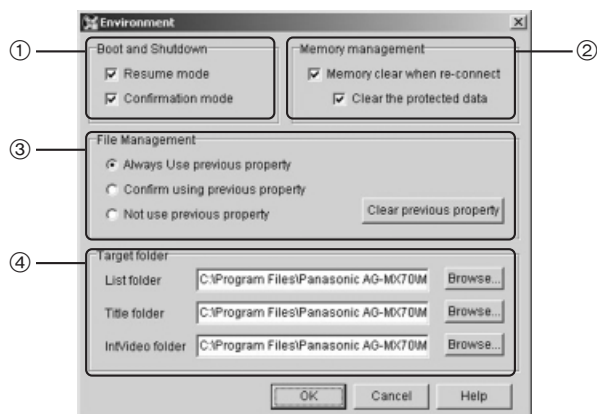 Environment
① Boot and Shutdown
Resume mode
Confirmation mode
Memory management ②
Memory clear when re-connect
Clear the protected data
③ File Management
Always Use previous property
Confirm using previous property
Not use previous property
Clear previous property
④ Target folder
List folder C:\Program Files\Panasonic AG-MX70\M Browse...
Title folder C:\Program Files\Panasonic AG-MX70\M Browse...
IntVideo folder C:\Program Files\Panasonic AG-MX70\M Browse...
OK Cancel Help